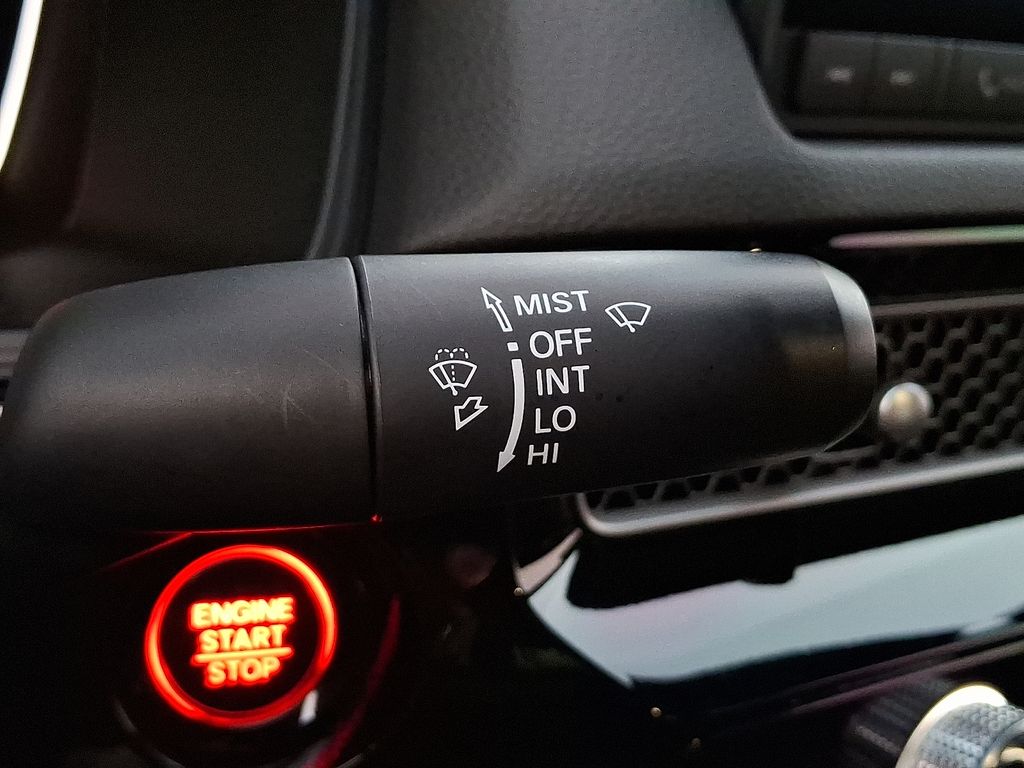 MIST
OFF
INT
LO
HI
ENGINE
START
STOP